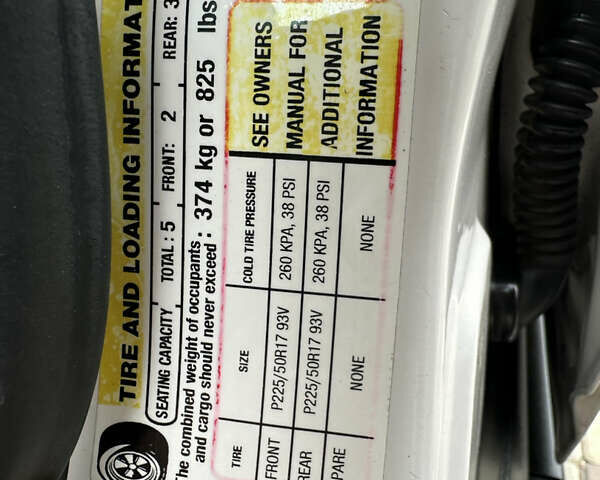 TIRE AND LOADING INFORMAT
SEATING CAPACITY TOTAL : 5 FRONT: 2 REAR: 3
The combined weight of occupants
and cargo should never exceed : 374 kg or 825 lbs
TIRE SIZE COLD TIRE PRESSURE
FRONT P225/50R17 93V 260 KPA, 38 PSI
REAR P225/50R17 93V 260 KPA, 38 PSI
PARE NONE NONE
SEE OWNERS
MANUAL FOR
ADDITIONAL
INFORMATION